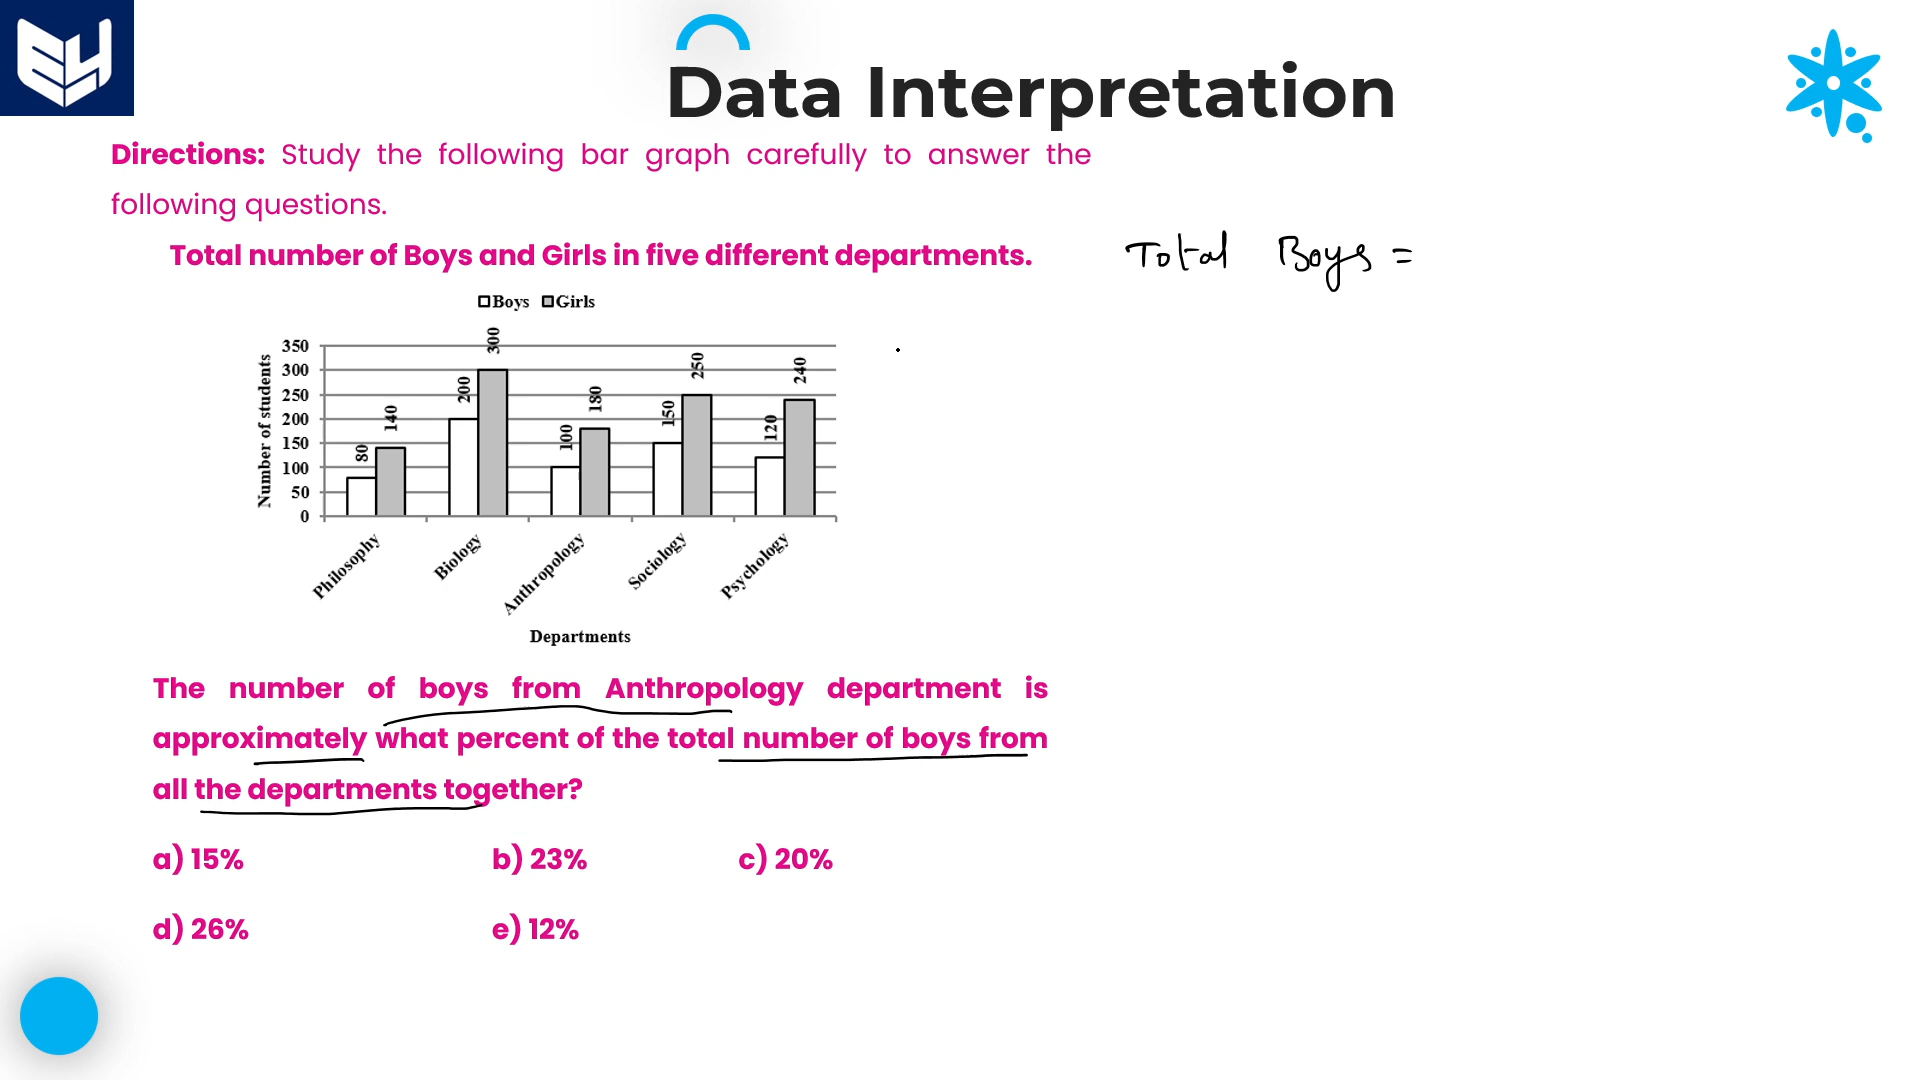 EY
Data Interpretation
Directions: Study the following bar graph carefully to answer the
following questions.
Total number of Boys and Girls in five different departments.
Total Boys =
Boys Girls
Number of students
350
300
250
200
150
100
50
0
80
140
200
300
100
180
150
250
120
240
Philosophy
Biology
Anthropology
Sociology
Psychology
Departments
The number of boys from Anthropology department is
approximately what percent of the total number of boys from
all the departments together?
a) 15% b) 23% c) 20%
d) 26% e) 12%